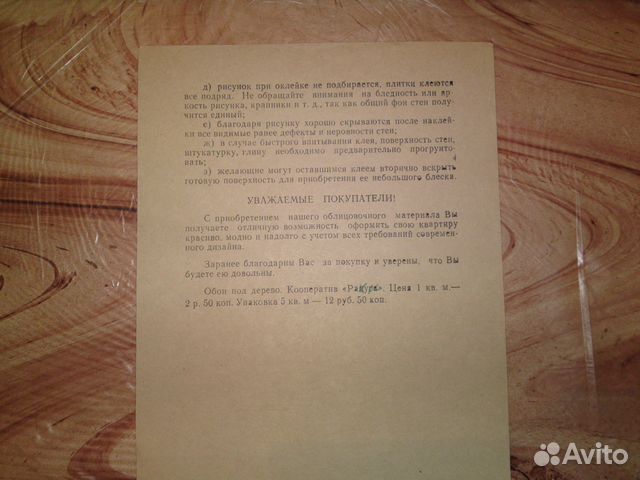 д) рисунок при оклейке не подбирается, плитки клеются
все подряд. Не обращайте внимания на бледность или яр-
кость рисунка, крапинки и т. д., так как общий фон стен полу-
чится единый;
е) благодаря рисунку хорошо скрываются после наклей-
ки все видимые ранее дефекты и неровности стен;
ж) в случае быстрого впитывания клея, поверхность стен,
штукатурку, глину необходимо предварительно прогрунто-
вать;
з) желающие могут оставшимся клеем вторично вскрыть
готовую поверхность для приобретения ее небольшого блеска.
УВАЖАЕМЫЕ ПОКУПАТЕЛИ!
С приобретением нашего облицовочного материала Вы
получаете отличную возможность оформить свою квартиру
красиво, модно и надолго с учетом всех требований современ-
ного дизайна.
Заранее благодарны Вас за покупку и уверены, что Вы
будете ею довольны.
Обои под дерево. Кооператив. Цена 1 кв. м.—
2 р. 50 коп. Упаковка 5 кв. м — 12 руб. 50 коп.
Avito